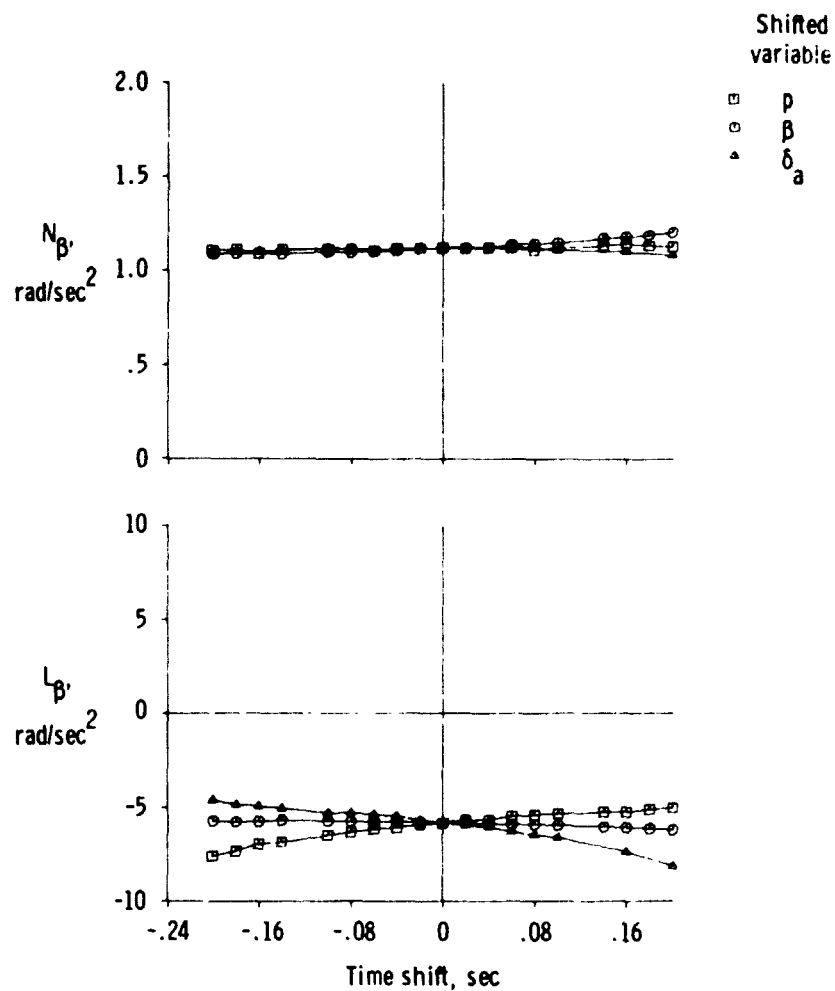 Shifted
variable
p
β
δa
2.0
1.5
1.0
.5
0
Nβ,
rad/sec²
10
5
0
-5
-10
Lβ,
rad/sec²
-.24 -.16 -.08 0 .08 .16
Time shift, sec